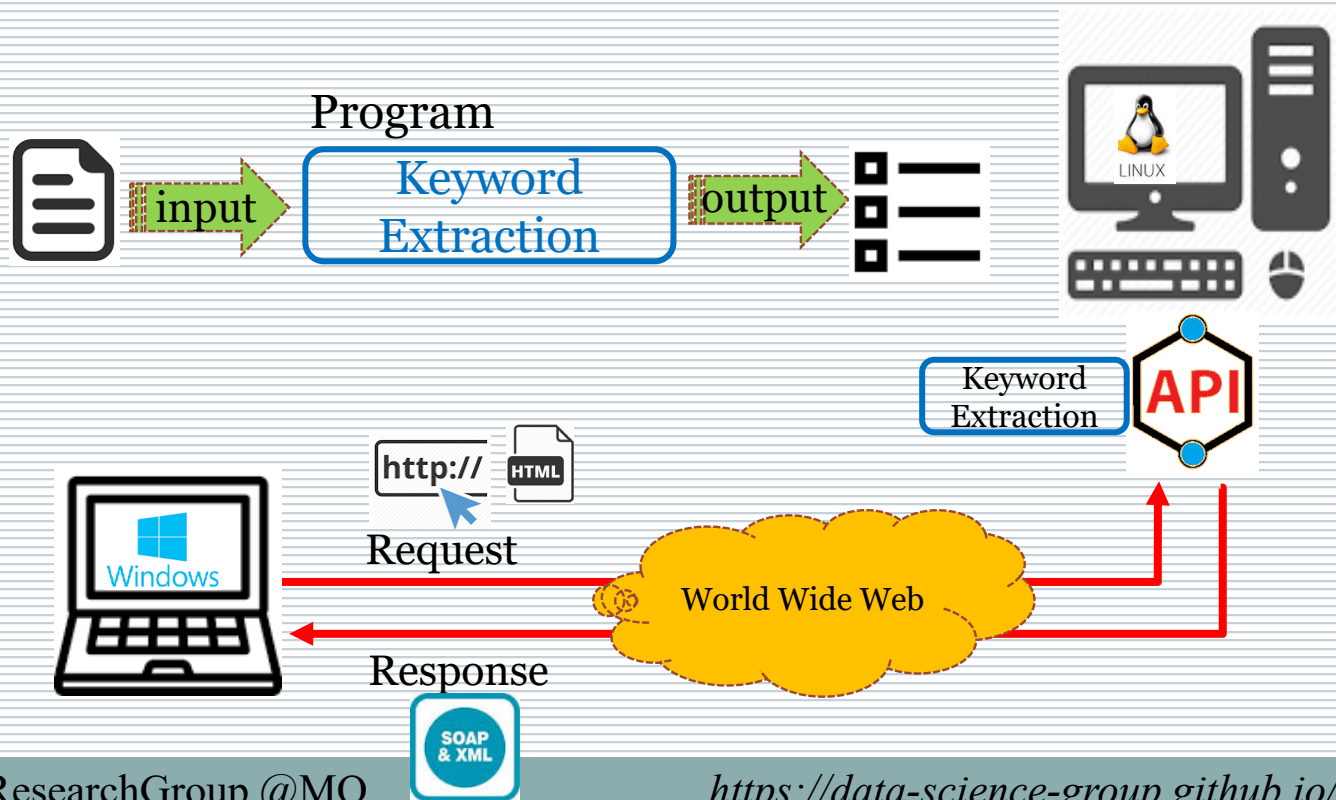 Program
input
Keyword
Extraction
output
LINUX
Keyword
Extraction
API
http://
HTML
Request
Windows
World Wide Web
Response
SOAP
& XML
ResearchGroup @MQ
https://data-science-group.github.io/